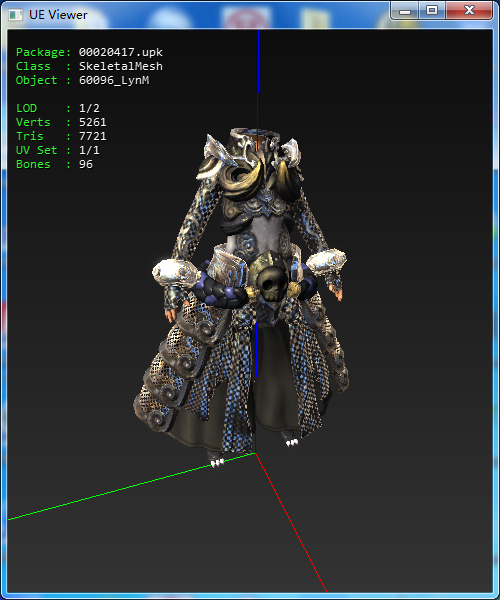 UE Viewer
Package: 00020417.upk
Class : SkeletalMesh
Object : 60096_LynM
LOD : 1/2
Verts : 5261
Tris : 7721
UV Set : 1/1
Bones : 96